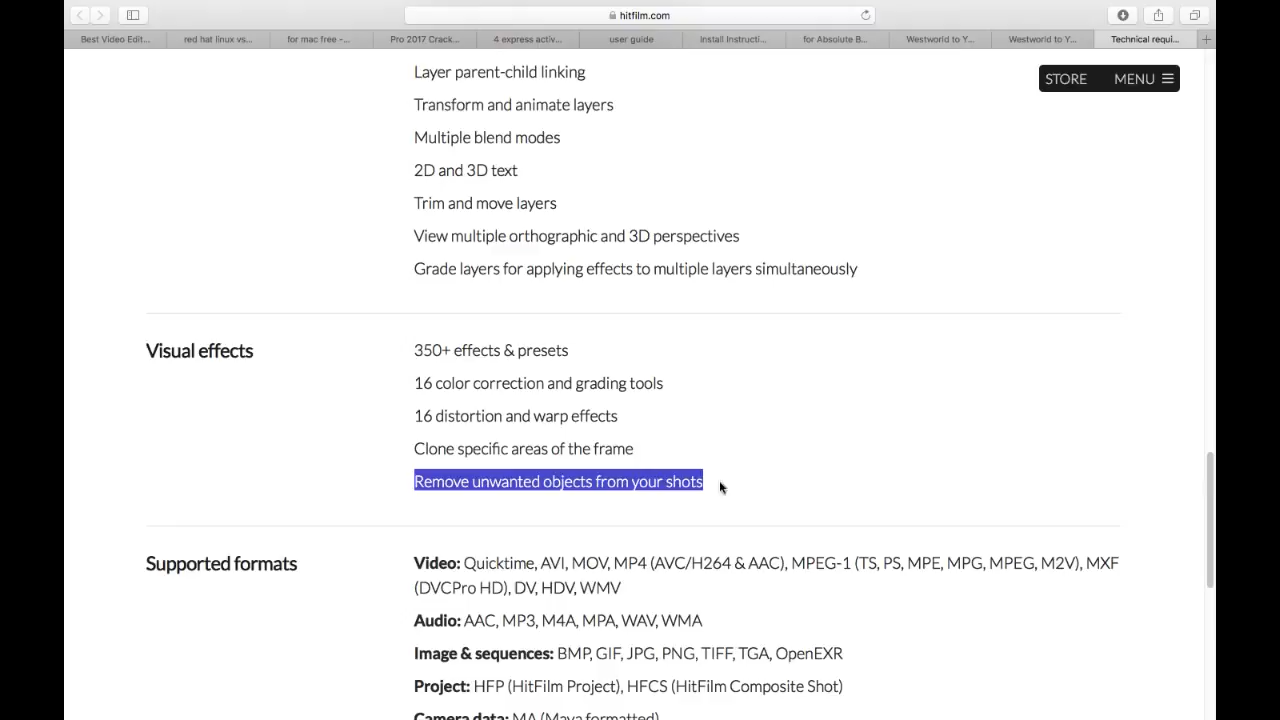 hitfilm.com
Best Video Edit...
red hat linux vs...
for mac free -...
Pro 2017 Crack...
4 express activ...
user guide
Install Instructi...
for Absolute B...
Westworld to Y...
Westworld to Y...
Technical requi...
STORE MENU
Layer parent-child linking
Transform and animate layers
Multiple blend modes
2D and 3D text
Trim and move layers
View multiple orthographic and 3D perspectives
Grade layers for applying effects to multiple layers simultaneously
Visual effects
350+ effects & presets
16 color correction and grading tools
16 distortion and warp effects
Clone specific areas of the frame
Remove unwanted objects from your shots
Supported formats
Video: Quicktime, AVI, MOV, MP4 (AVC/H264 & AAC), MPEG-1 (TS, PS, MPE, MPG, MPEG, M2V), MXF
(DVCPro HD), DV, HDV, WMV
Audio: AAC, MP3, M4A, MPA, WAV, WMA
Image & sequences: BMP, GIF, JPG, PNG, TIFF, TGA, OpenEXR
Project: HFP (HitFilm Project), HFCS (HitFilm Composite Shot)
Camera data: MA (Maya formatted)